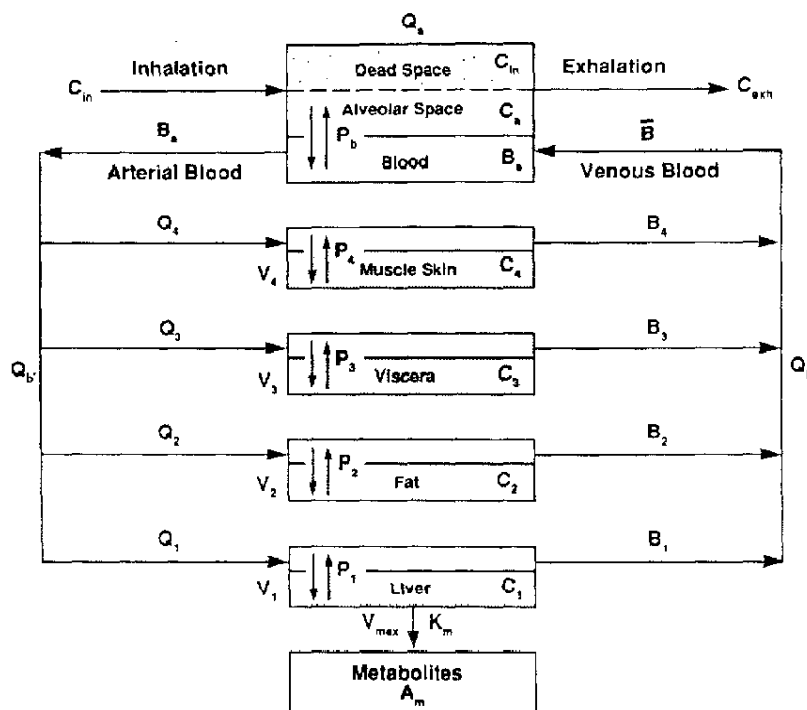 Qa
Inhalation Dead Space Cin Exhalation
Cin Alveolar Space Ca Cexh
Ba Pb B̅
Arterial Blood Blood Ba Venous Blood
Q4 B4
V4 P4 Muscle Skin C4
Q3 B3
Qb V3 P3 Viscera C3
Q2 B2
V2 P2 Fat C2
Q1 B1
V1 P1 Liver C1
Vmax Km
Metabolites
Am